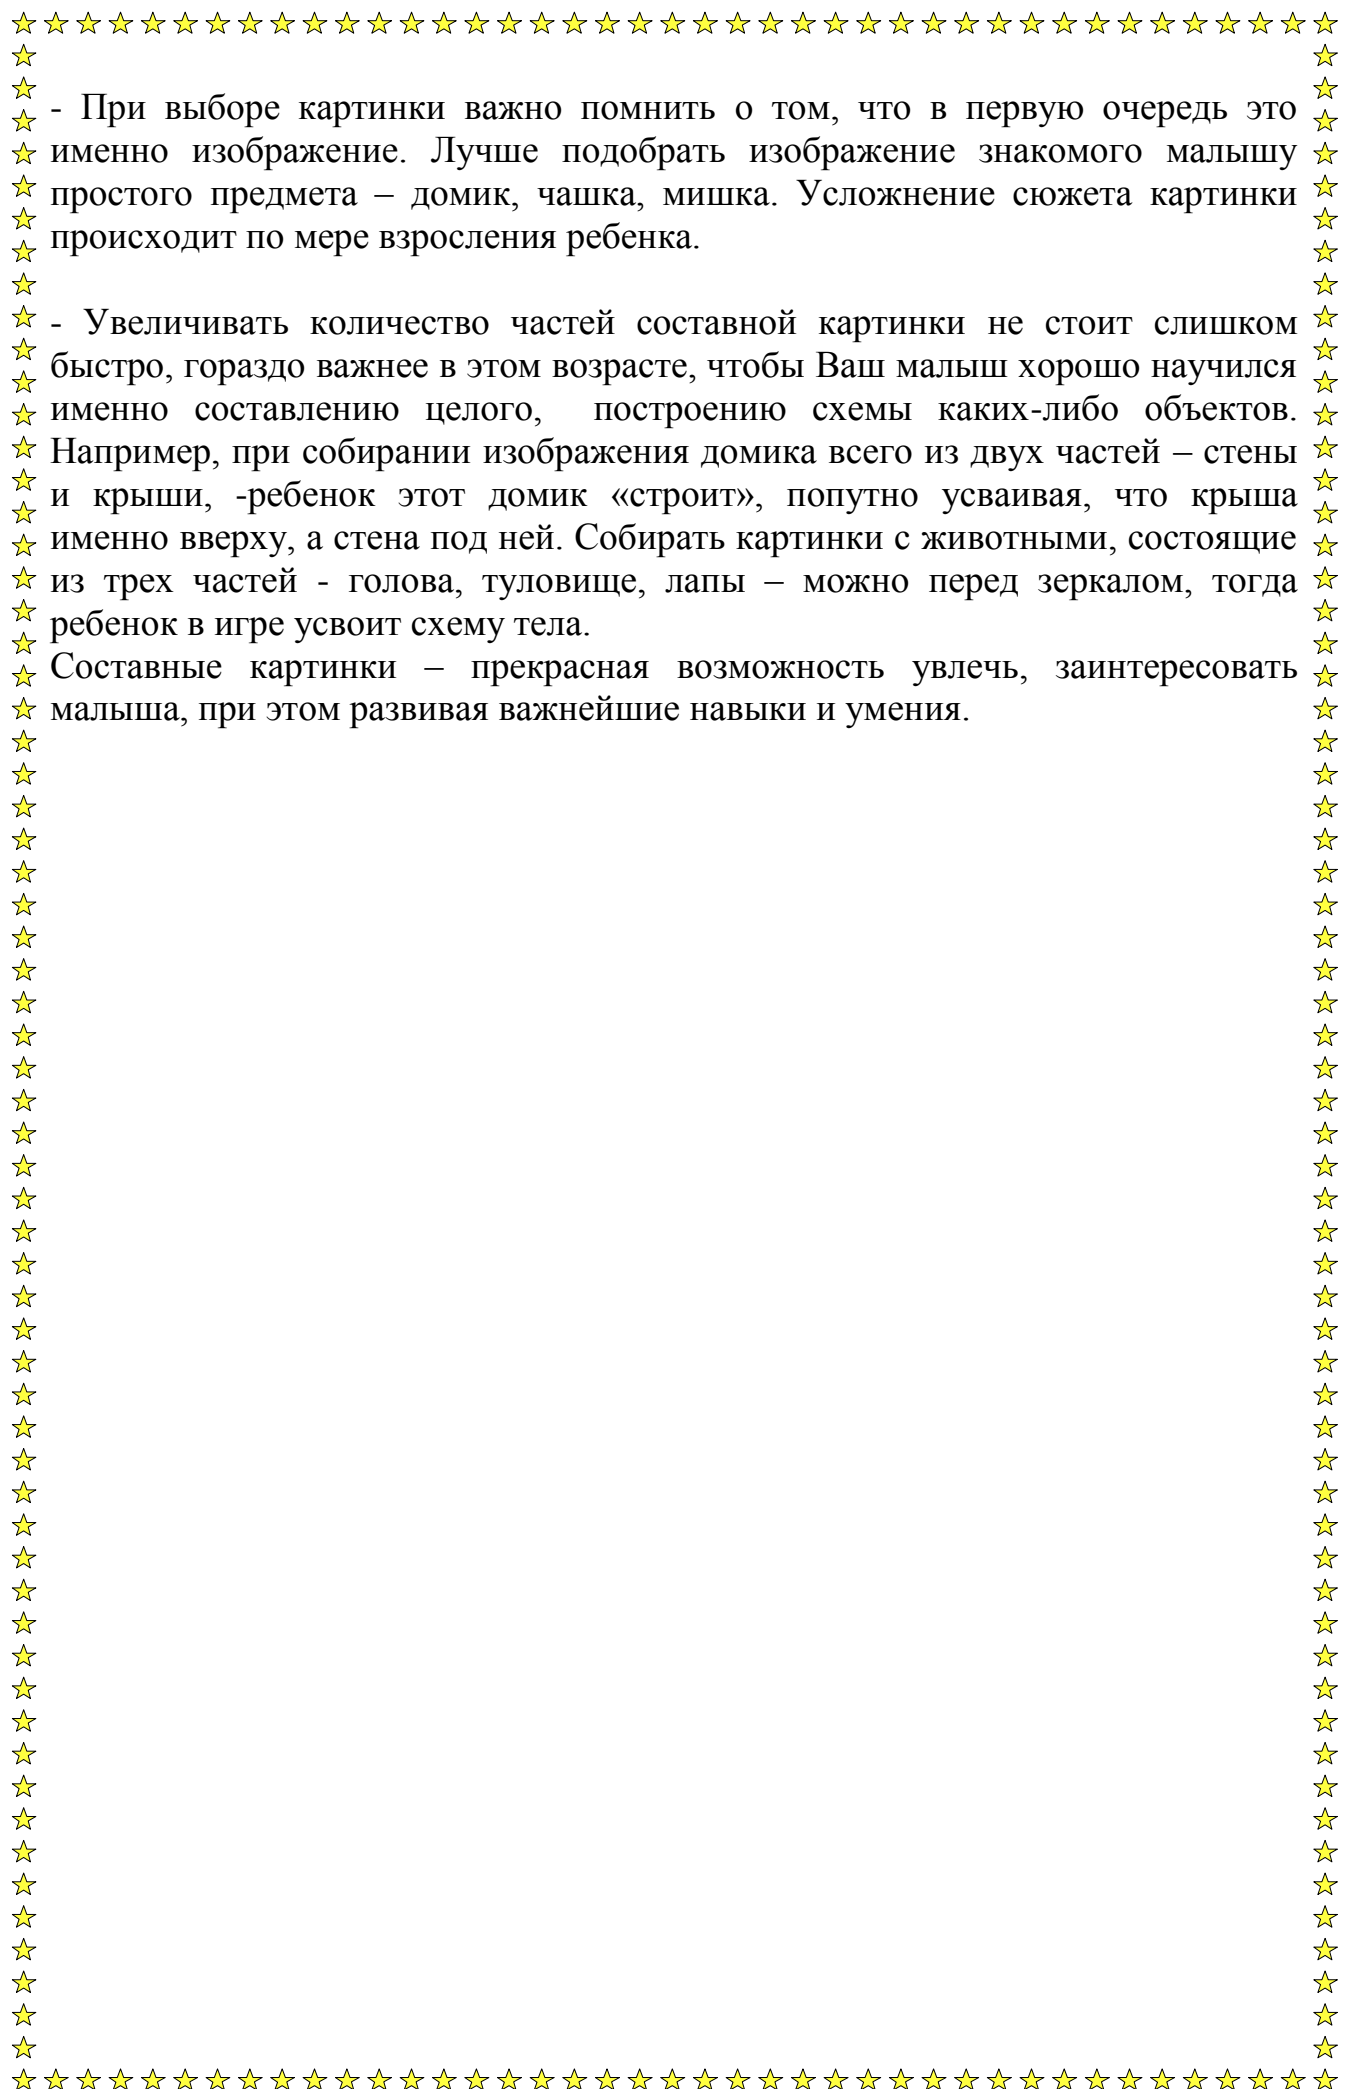 - При выборе картинки важно помнить о том, что в первую очередь это
именно изображение. Лучше подобрать изображение знакомого малышу
простого предмета – домик, чашка, мишка. Усложнение сюжета картинки
происходит по мере взросления ребенка.
- Увеличивать количество частей составной картинки не стоит слишком
быстро, гораздо важнее в этом возрасте, чтобы Ваш малыш хорошо научился
именно составлению целого, построению схемы каких-либо объектов.
Например, при собирании изображения домика всего из двух частей – стены
и крыши, -ребенок этот домик «строит», попутно усваивая, что крыша
именно вверху, а стена под ней. Собирать картинки с животными, состоящие
из трех частей - голова, туловище, лапы – можно перед зеркалом, тогда
ребенок в игре усвоит схему тела.
Составные картинки – прекрасная возможность увлечь, заинтересовать
малыша, при этом развивая важнейшие навыки и умения.